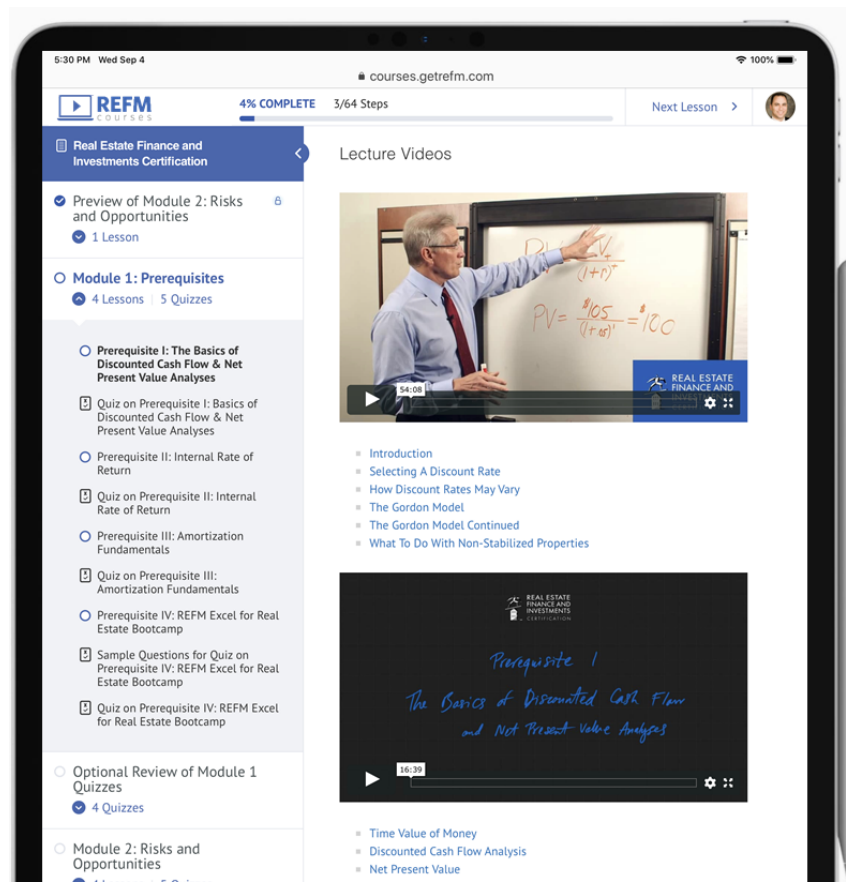 5:30 PM Wed Sep 4
100%
courses.getrefm.com
REFM
courses
4% COMPLETE 3/64 Steps
Next Lesson
Real Estate Finance and
Investments Certification
Preview of Module 2: Risks
and Opportunities
1 Lesson
Module 1: Prerequisites
4 Lessons | 5 Quizzes
Prerequisite I: The Basics of
Discounted Cash Flow & Net
Present Value Analyses
Quiz on Prerequisite I: Basics of
Discounted Cash Flow & Net
Present Value Analyses
Prerequisite II: Internal Rate of
Return
Quiz on Prerequisite II: Internal
Rate of Return
Prerequisite III: Amortization
Fundamentals
Quiz on Prerequisite III:
Amortization Fundamentals
Prerequisite IV: REFM Excel for Real
Estate Bootcamp
Sample Questions for Quiz on
Prerequisite IV: REFM Excel for Real
Estate Bootcamp
Quiz on Prerequisite IV: REFM Excel
for Real Estate Bootcamp
Optional Review of Module 1
Quizzes
4 Quizzes
Module 2: Risks and
Opportunities
Lecture Videos
(1+r)
PV = $105 = $100
(1+.05)
REAL ESTATE
FINANCE AND
54:08
Introduction
Selecting A Discount Rate
How Discount Rates May Vary
The Gordon Model
The Gordon Model Continued
What To Do With Non-Stabilized Properties
REAL ESTATE
FINANCE AND
INVESTMENTS
CERTIFICATION
Prerequisite 1
The Basics of Discounted Cash Flow
and Net Present Value Analyses
16:39
Time Value of Money
Discounted Cash Flow Analysis
Net Present Value